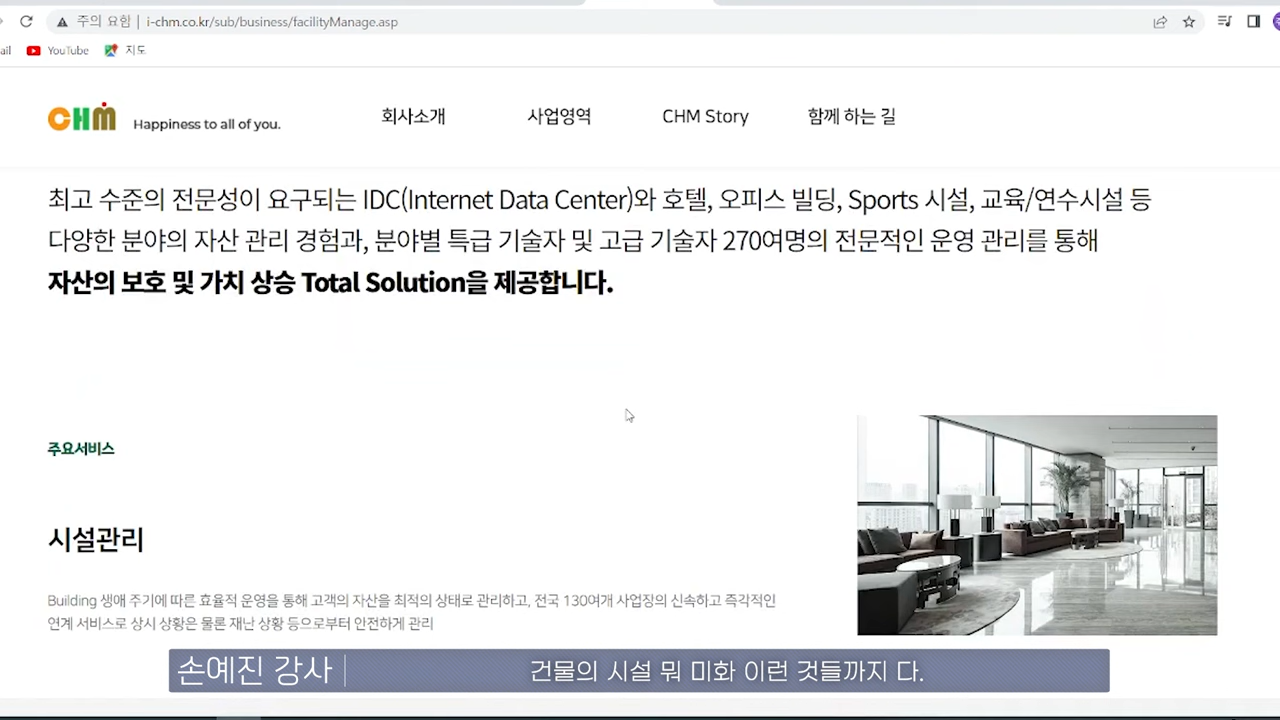 주의 요함 | i-chm.co.kr/sub/business/facilityManage.asp
ail YouTube 지도
CHM Happiness to all of you. 회사소개 사업영역 CHM Story 함께 하는 길
최고 수준의 전문성이 요구되는 IDC(Internet Data Center)와 호텔, 오피스 빌딩, Sports 시설, 교육/연수시설 등
다양한 분야의 자산 관리 경험과, 분야별 특급 기술자 및 고급 기술자 270여명의 전문적인 운영 관리를 통해
자산의 보호 및 가치 상승 Total Solution을 제공합니다.
주요서비스
시설관리
Building 생애 주기에 따른 효율적 운영을 통해 고객의 자산을 최적의 상태로 관리하고, 전국 130여개 사업장의 신속하고 즉각적인
연계 서비스로 상시 상황은 물론 재난 상황 등으로부터 안전하게 관리
손예진 강사 | 건물의 시설 뭐 미화 이런 것들까지 다.